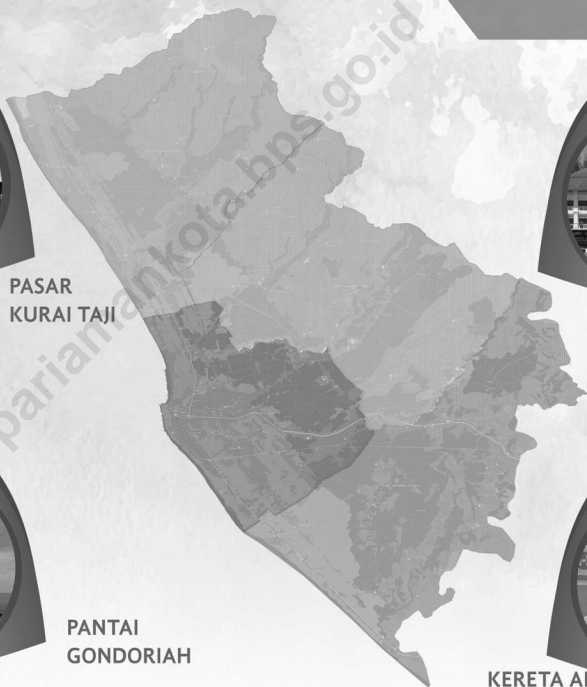 pariamankota.bps.go.id
PASAR
KURAI TAJI
PANTAI
GONDORIAH
KERETA